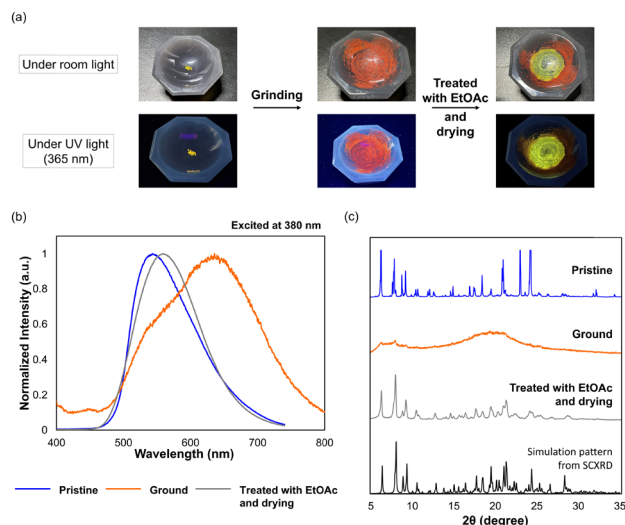 (a)
Under room light
Grinding
Treated
with EtOAc
and
drying
Under UV light
(365 nm)
(b)
Excited at 380 nm
Normalized Intensity (a.u.)
1
0.8
0.6
0.4
0.2
0
400
500
600
700
800
Wavelength (nm)
Pristine
Ground
Treated with EtOAc
and drying
(c)
Pristine
Ground
Treated with EtOAc
and drying
Simulation pattern
from SCXRD
5
10
15
20
25
30
35
2θ (degree)